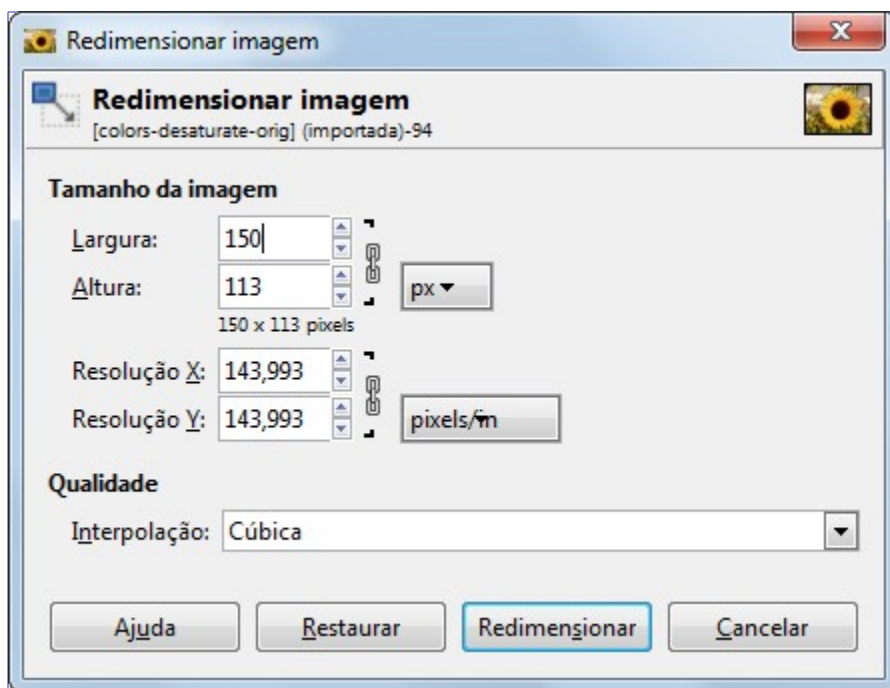 Redimensionar imagem
Redimensionar imagem
[colors-desaturate-orig] (importada)-94
Tamanho da imagem
Largura: 150
Altura: 113 px
150 x 113 pixels
Resolução X: 143,993
Resolução Y: 143,993 pixels/in
Qualidade
Interpolação: Cúbica
Ajuda Restaurar Redimensionar Cancelar